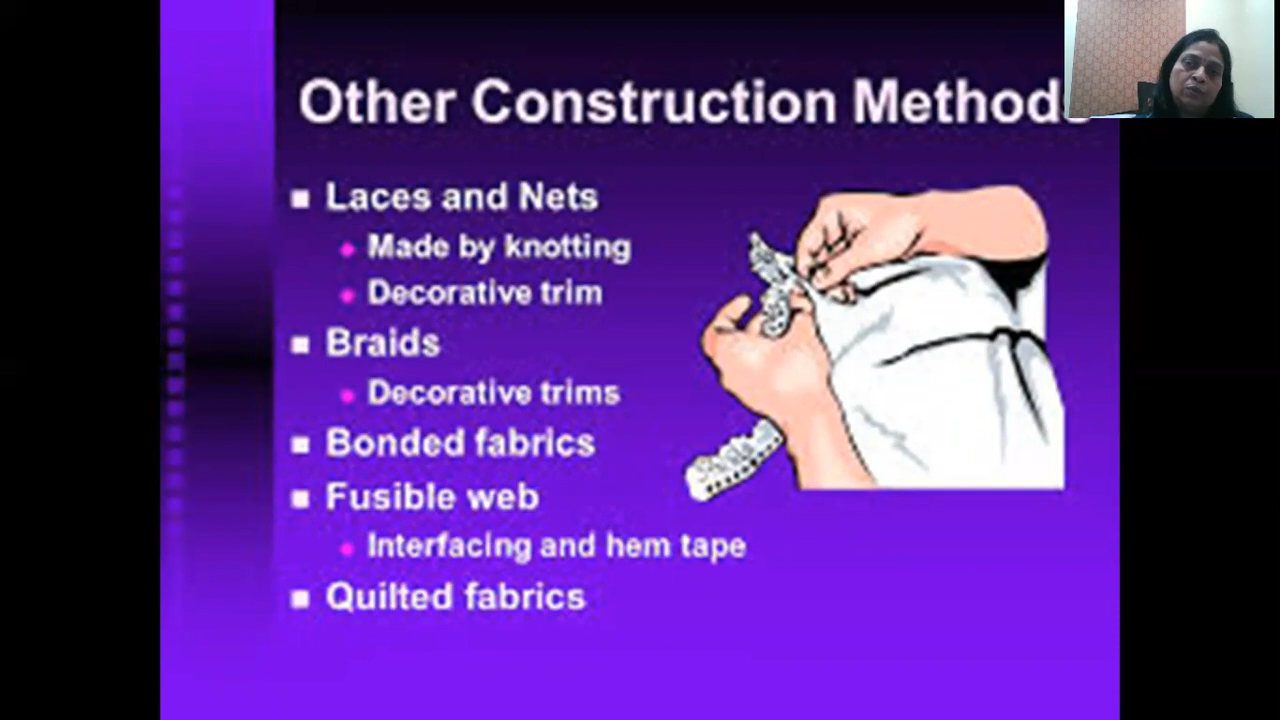 Other Construction Methods
Laces and Nets
Made by knotting
Decorative trim
Braids
Decorative trims
Bonded fabrics
Fusible web
Interfacing and hem tape
Quilted fabrics